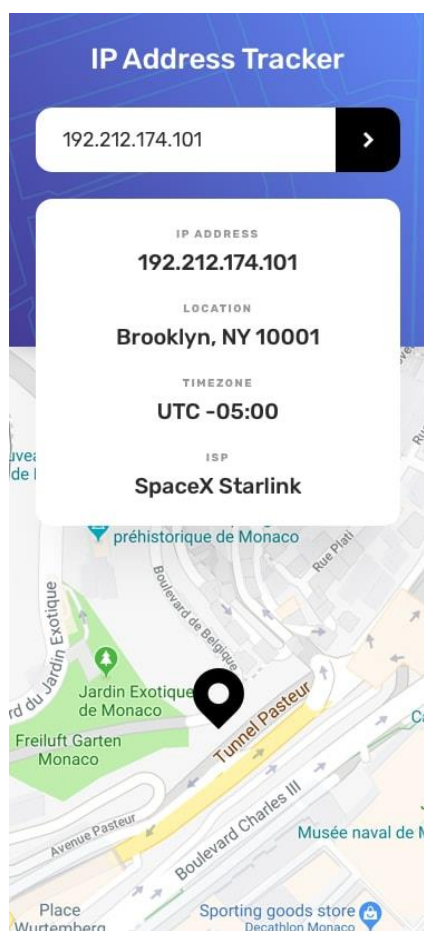 IP Address Tracker
192.212.174.101
IP ADDRESS
192.212.174.101
LOCATION
Brooklyn, NY 10001
TIMEZONE
UTC -05:00
ISP
SpaceX Starlink
préhistorique de Monaco
Rue Plati
Boulevard de Belgique
rd du Jardin Exotique
Jardin Exotique
de Monaco
Freiluft Garten
Monaco
Tunnel Pasteur
Boulevard Charles III
Avenue Pasteur
Musée naval de M
Place
Wurtemberg
Sporting goods store
Decathlon Monaco